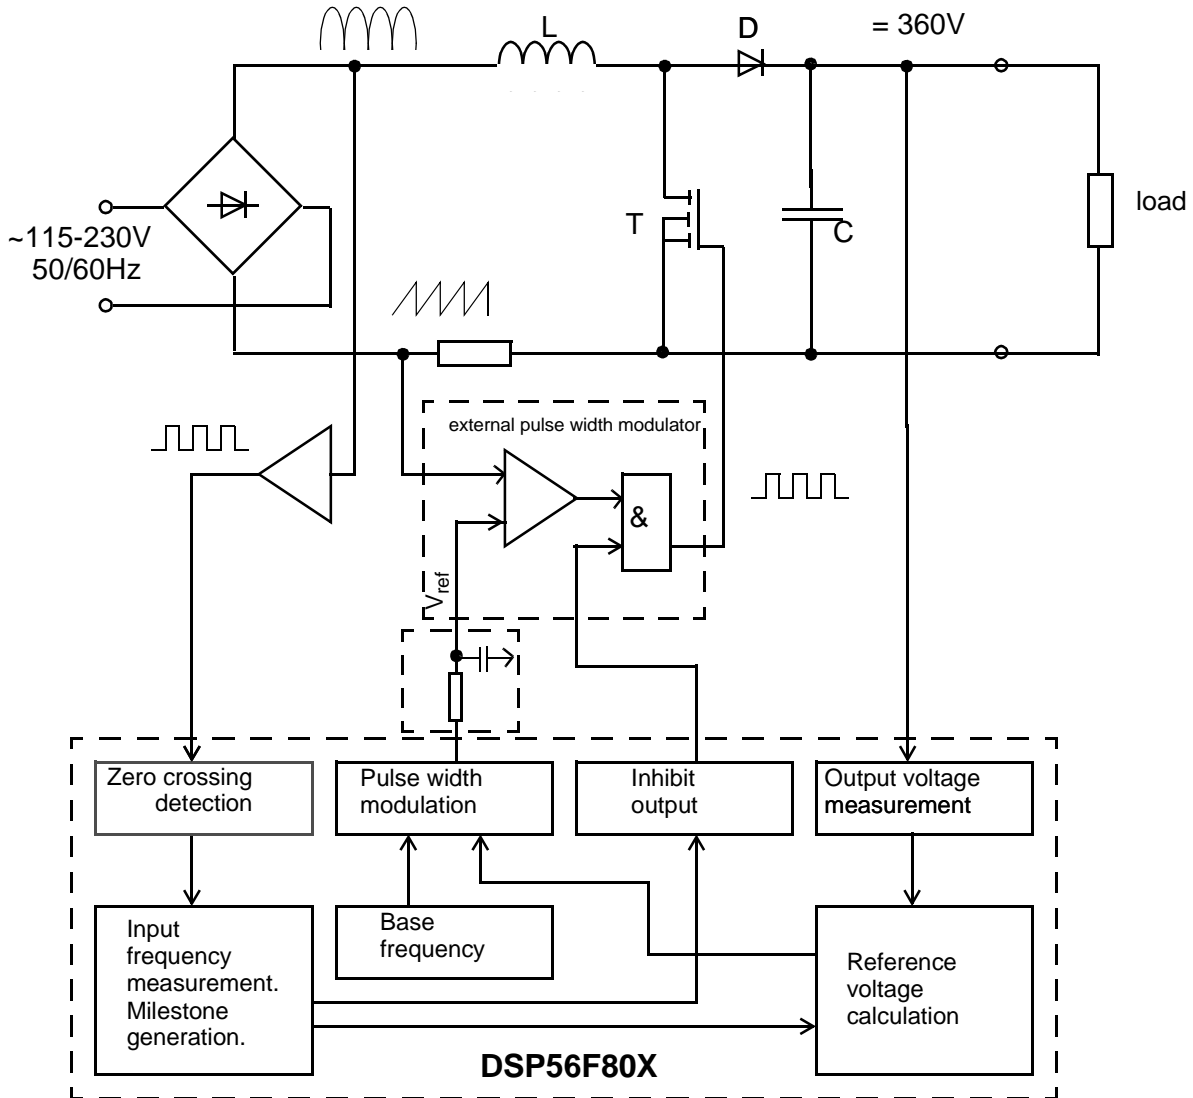 L
D
= 360V
~115-230V
50/60Hz
T
C
load
external pulse width modulator
&
Vref
Zero crossing
detection
Pulse width
modulation
Inhibit
output
Output voltage
measurement
Input
frequency
measurement.
Milestone
generation.
Base
frequency
Reference
voltage
calculation
DSP56F80X